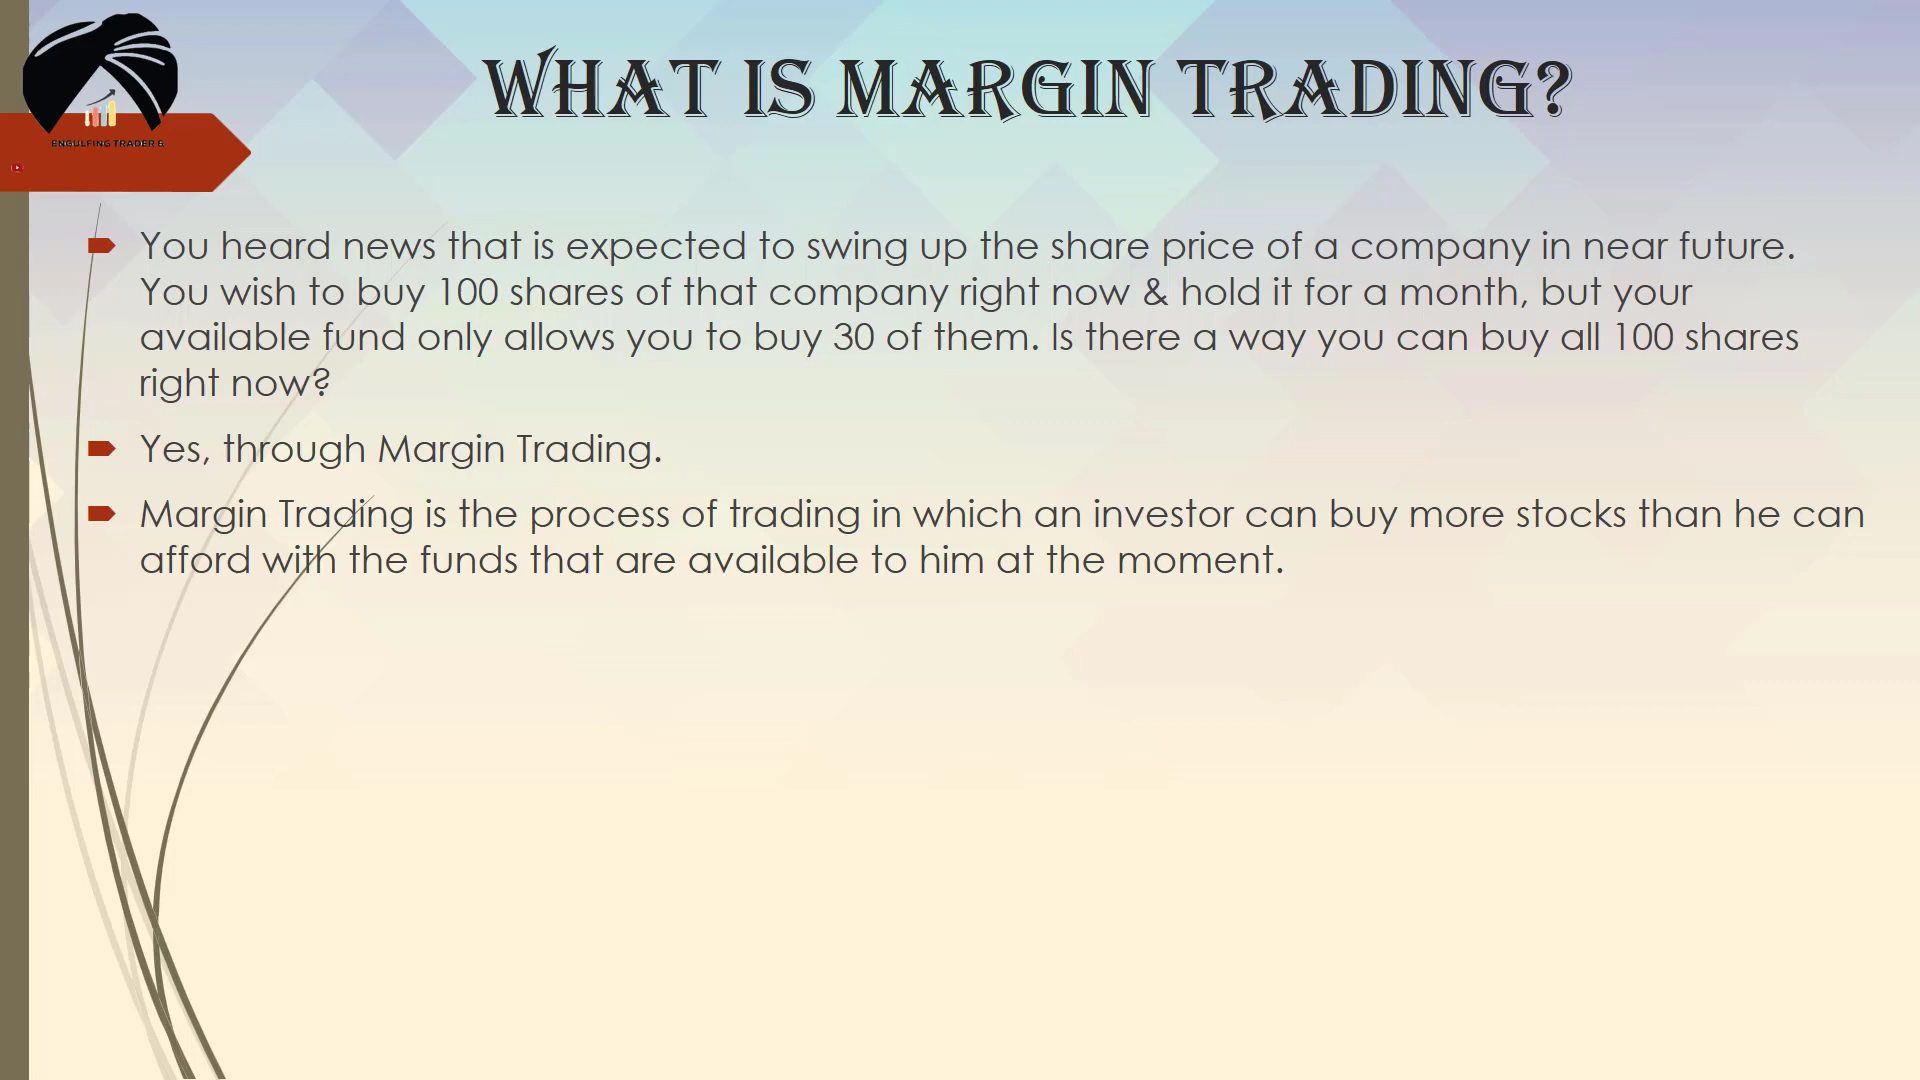 WHAT IS MARGIN TRADING?
ENGULFING TRADER 6
You heard news that is expected to swing up the share price of a company in near future.
You wish to buy 100 shares of that company right now & hold it for a month, but your
available fund only allows you to buy 30 of them. Is there a way you can buy all 100 shares
right now?
Yes, through Margin Trading.
Margin Trading is the process of trading in which an investor can buy more stocks than he can
afford with the funds that are available to him at the moment.